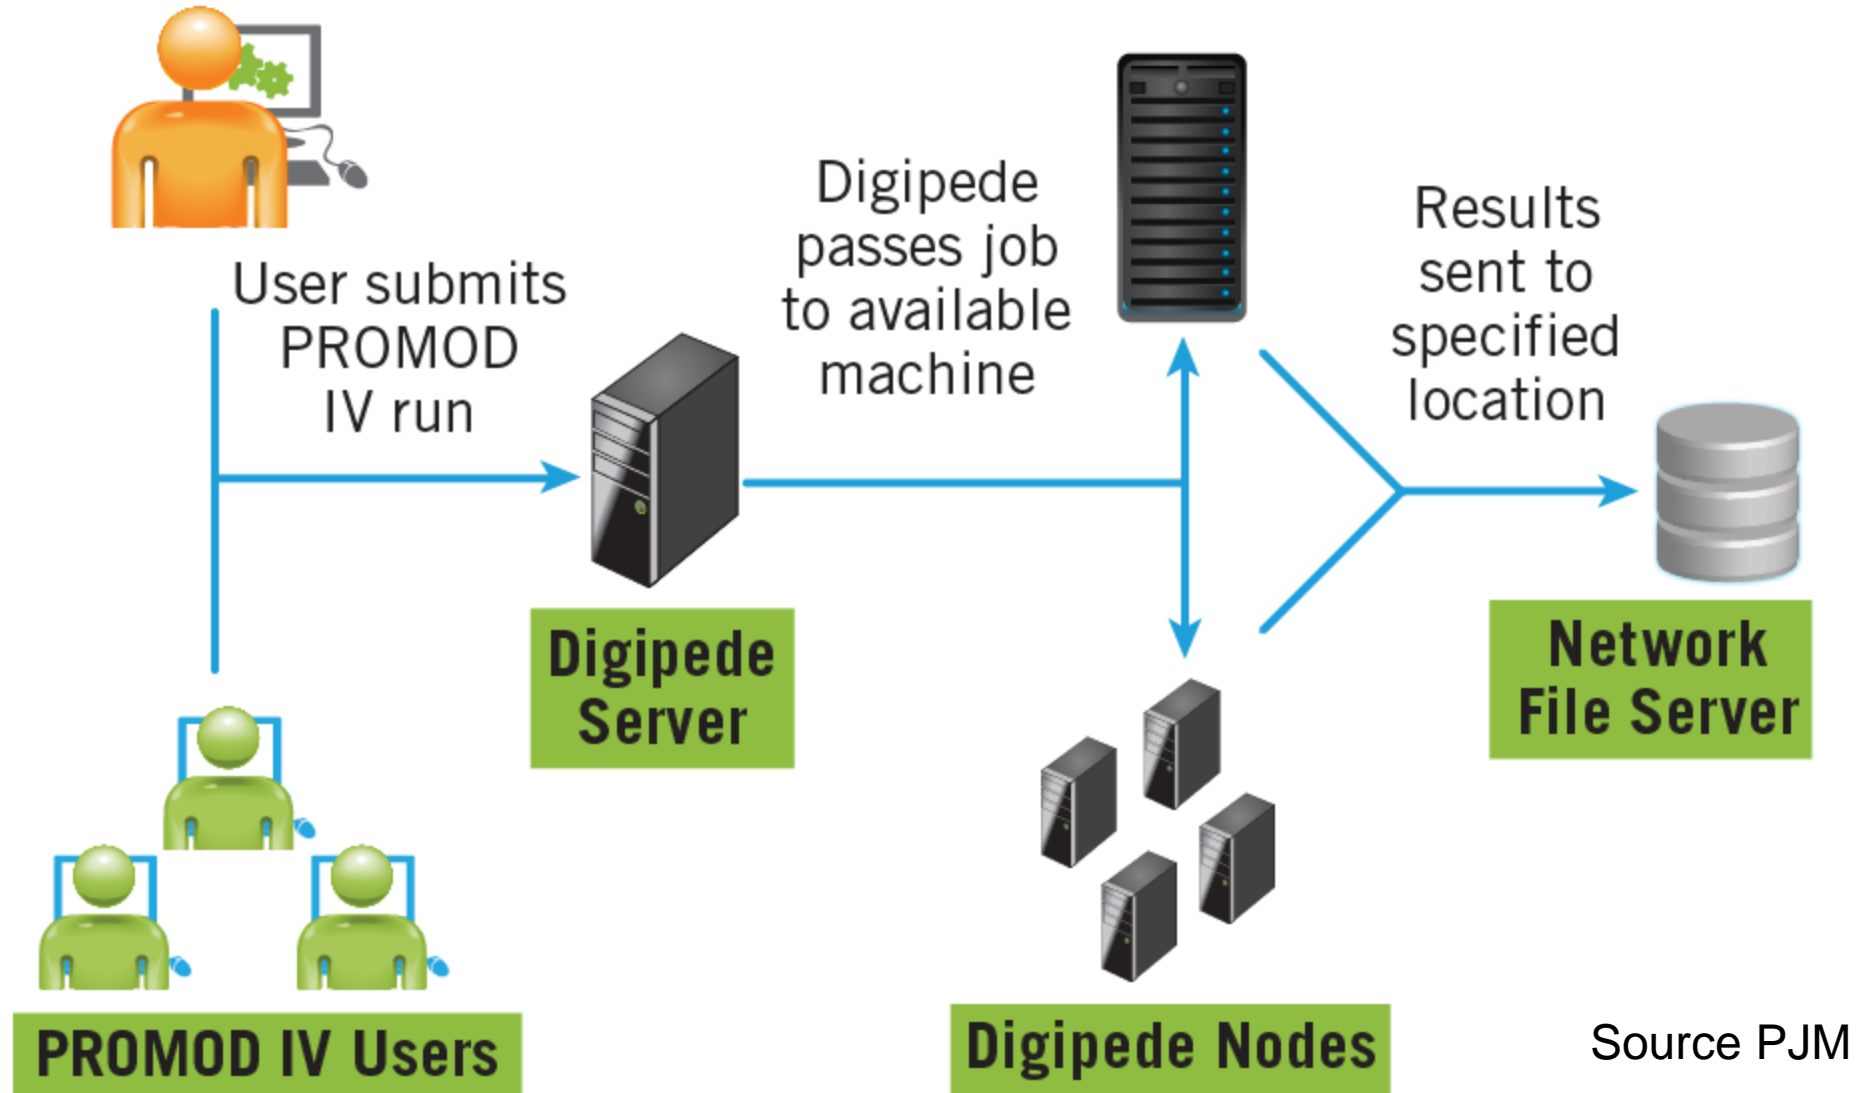 User submits
PROMOD
IV run
Digipede
passes job
to available
machine
Results
sent to
specified
location
Digipede
Server
Network
File Server
PROMOD IV Users
Digipede Nodes
Source PJM